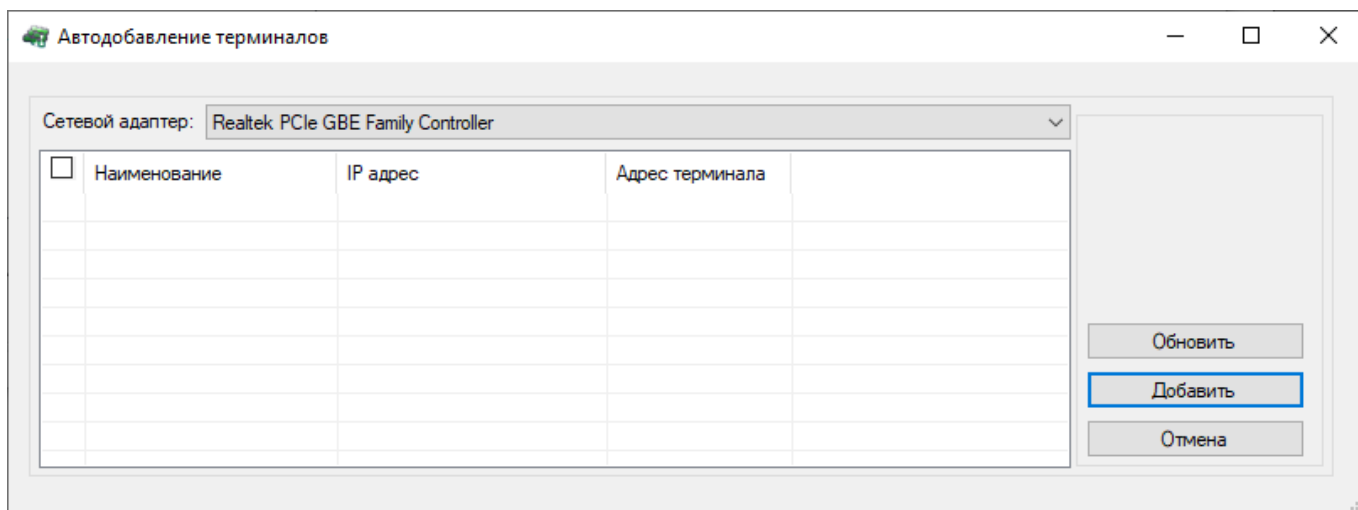 Автодобавление терминалов
Сетевой адаптер: Realtek PCIe GBE Family Controller
Наименование IP адрес Адрес терминала
Обновить
Добавить
Отмена